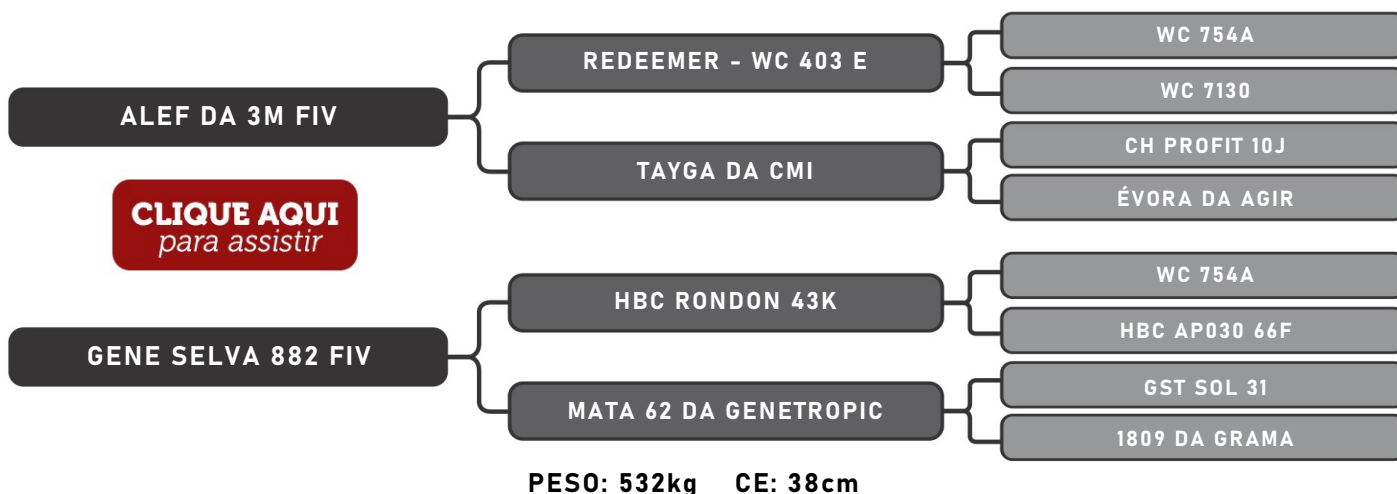 ALEF DA 3M FIV
REDEEMER - WC 403 E
WC 754A
WC 7130
TAYGA DA CMI
CH PROFIT 10J
ÉVORA DA AGIR
CLIQUE AQUI
para assistir
GENE SELVA 882 FIV
HBC RONDON 43K
WC 754A
HBC AP030 66F
MATA 62 DA GENETROPIC
GST SOL 31
1809 DA GRAMA
PESO: 532kg CE: 38cm